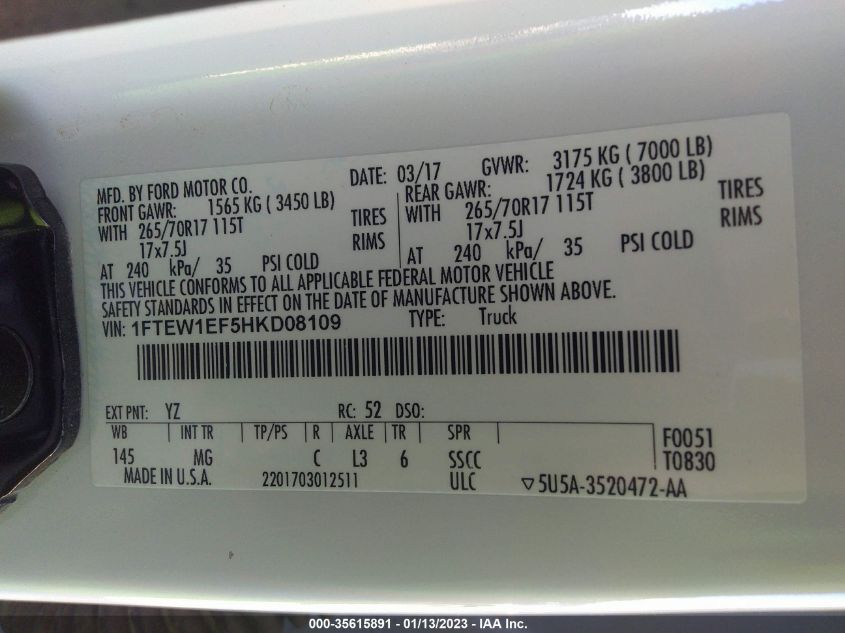 MFD. BY FORD MOTOR CO. DATE: 03/17 GVWR: 3175 KG ( 7000 LB)
FRONT GAWR: 1565 KG ( 3450 LB) REAR GAWR: 1724 KG ( 3800 LB)
WITH 265/70R17 115T TIRES WITH 265/70R17 115T TIRES
17x7.5J RIMS 17x7.5J RIMS
AT 240 kPa/ 35 PSI COLD AT 240 kPa/ 35 PSI COLD
THIS VEHICLE CONFORMS TO ALL APPLICABLE FEDERAL MOTOR VEHICLE
SAFETY STANDARDS IN EFFECT ON THE DATE OF MANUFACTURE SHOWN ABOVE.
VIN: 1FTEW1EF5HKD08109 TYPE: Truck
EXT PNT: YZ RC: 52 DSO:
WB INT TR TP/PS R AXLE TR SPR F0051
145 MG C L3 6 SSCC T0830
MADE IN U.S.A. 2201703012511 ULC ▽5U5A-3520472-AA
000-35615891 - 01/13/2023 - IAA Inc.